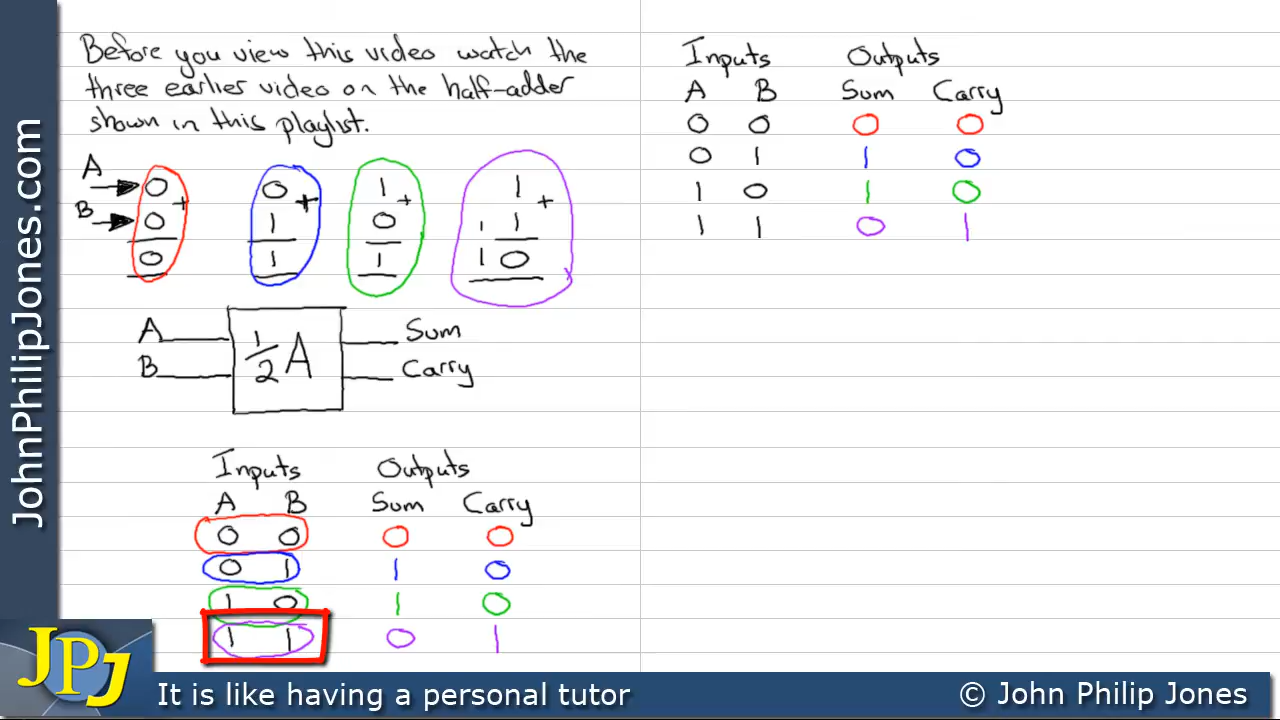 Before you view this video watch the
three earlier video on the half-adder
shown in this playlist.
A
B
0 0 1 1
+ + + +
0 1 0 1 1
0 1 1 1 0
A
B
1/2 A
Sum
Carry
Inputs Outputs
A B Sum Carry
0 0 0 0
0 1 1 0
1 0 1 0
1 1 0 1
Inputs Outputs
A B Sum Carry
0 0 0 0
0 1 1 0
1 0 1 0
1 1 0 1
JohnPhilipJones.com
JPJ
It is like having a personal tutor
© John Philip Jones